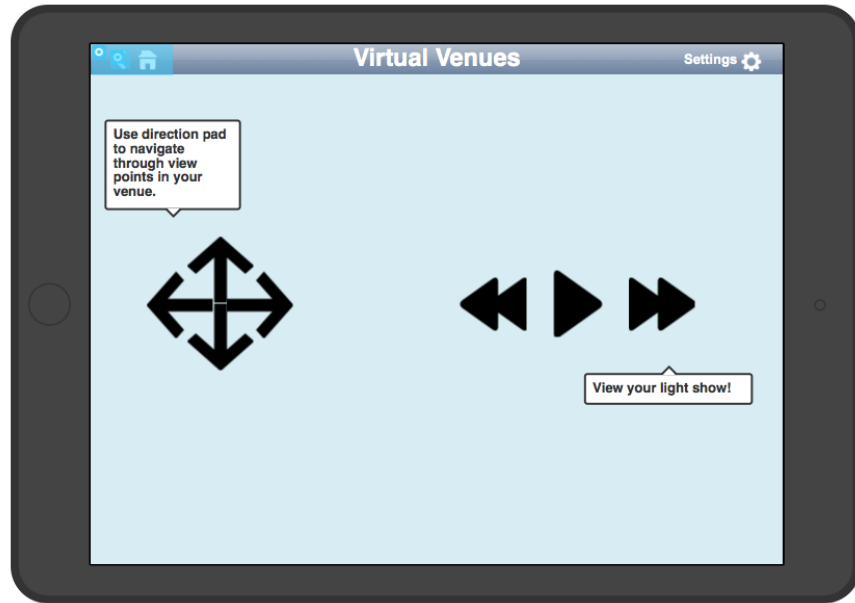 Virtual Venues
Settings
Use direction pad
to navigate
through view
points in your
venue.
View your light show!